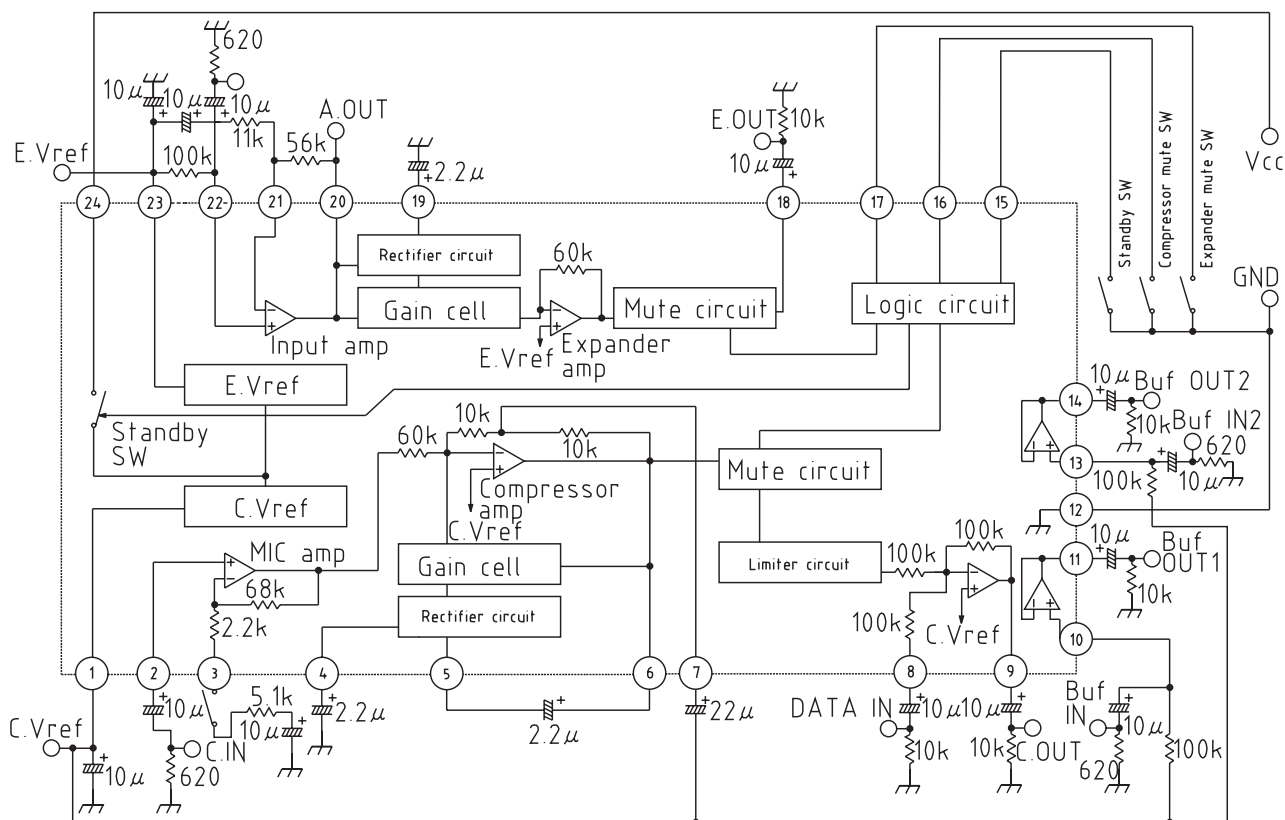 620
10μ
10μ
10μ
11k
A.OUT
56k
E.Vref
100k
2.2μ
E.OUT
10k
10μ
Vcc
24
23
22
21
20
19
18
17
16
15
Standby SW
Compressor mute SW
Expander mute SW
GND
Rectifier circuit
Gain cell
60k
Mute circuit
Logic circuit
Input amp
E.Vref
Expander
amp
E.Vref
Standby
SW
C.Vref
10k
60k
10k
Compressor
amp
C.Vref
Mute circuit
14
10μ
Buf OUT2
10k
Buf IN2
620
13
100k
10μ
12
11
10μ
Buf
OUT1
10k
10
MIC amp
68k
2.2k
Gain cell
Rectifier circuit
Limiter circuit
100k
100k
100k
C.Vref
1
2
3
4
5
6
7
8
9
C.Vref
10μ
10μ
C.IN
620
5.1k
10μ
2.2μ
2.2μ
22μ
DATA IN
10μ
10k
10μ
10k
C.OUT
Buf
IN
10μ
620
100k